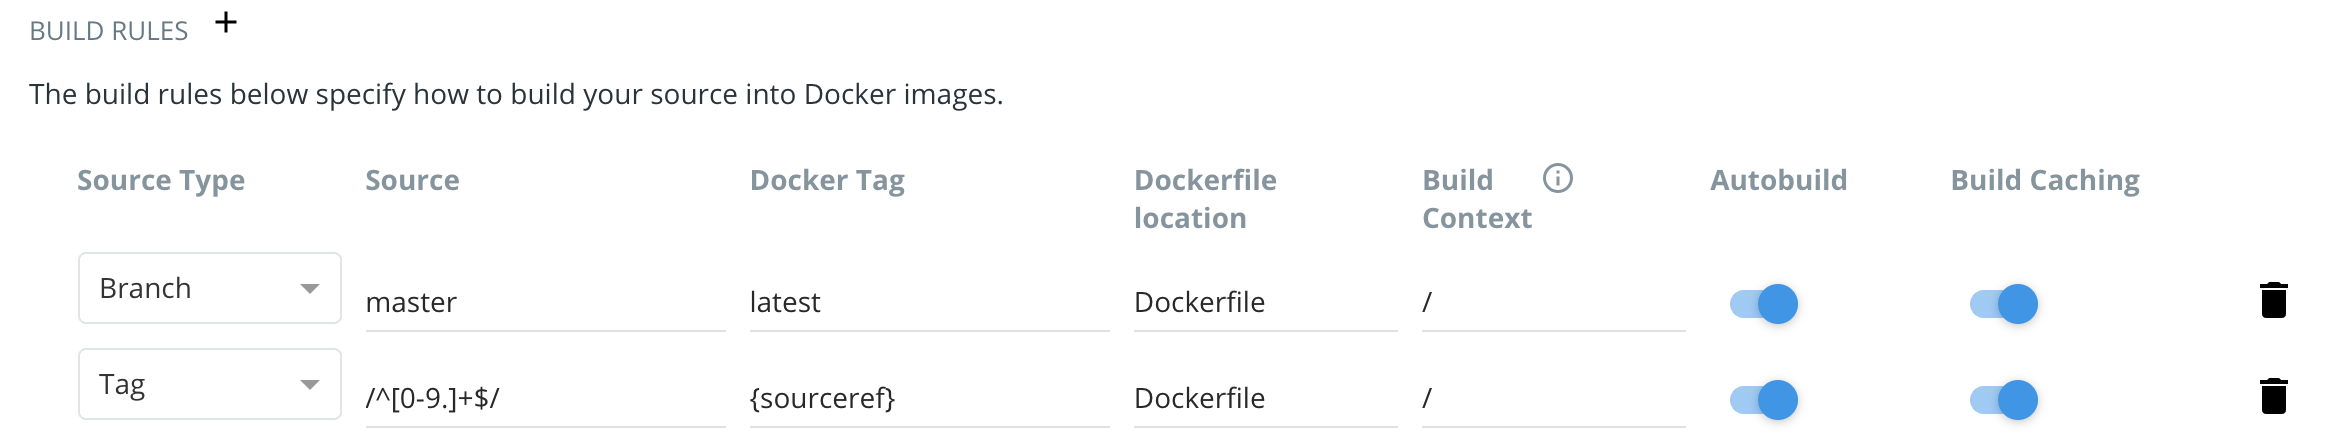 BUILD RULES +
The build rules below specify how to build your source into Docker images.
Source Type Source Docker Tag Dockerfile location Build Context Autobuild Build Caching
Branch master latest Dockerfile /
Tag /^[0-9.]+$/ {sourceref} Dockerfile /